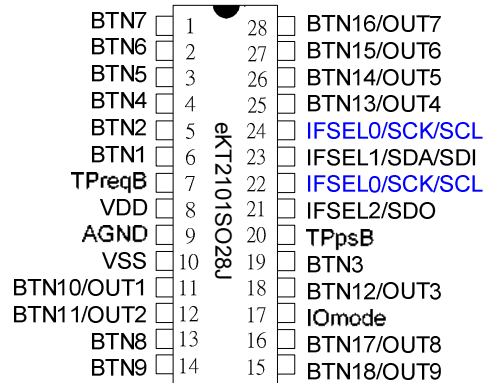 BTN7 1 28 BTN16/OUT7
BTN6 2 27 BTN15/OUT6
BTN5 3 26 BTN14/OUT5
BTN4 4 25 BTN13/OUT4
BTN2 5 24 IFSEL0/SCK/SCL
BTN1 6 23 IFSEL1/SDA/SDI
TPreqB 7 22 IFSEL0/SCK/SCL
VDD 8 21 IFSEL2/SDO
AGND 9 20 TPpsB
VSS 10 19 BTN3
BTN10/OUT1 11 18 BTN12/OUT3
BTN11/OUT2 12 17 IOmode
BTN8 13 16 BTN17/OUT8
BTN9 14 15 BTN18/OUT9
eKT2101SO28J